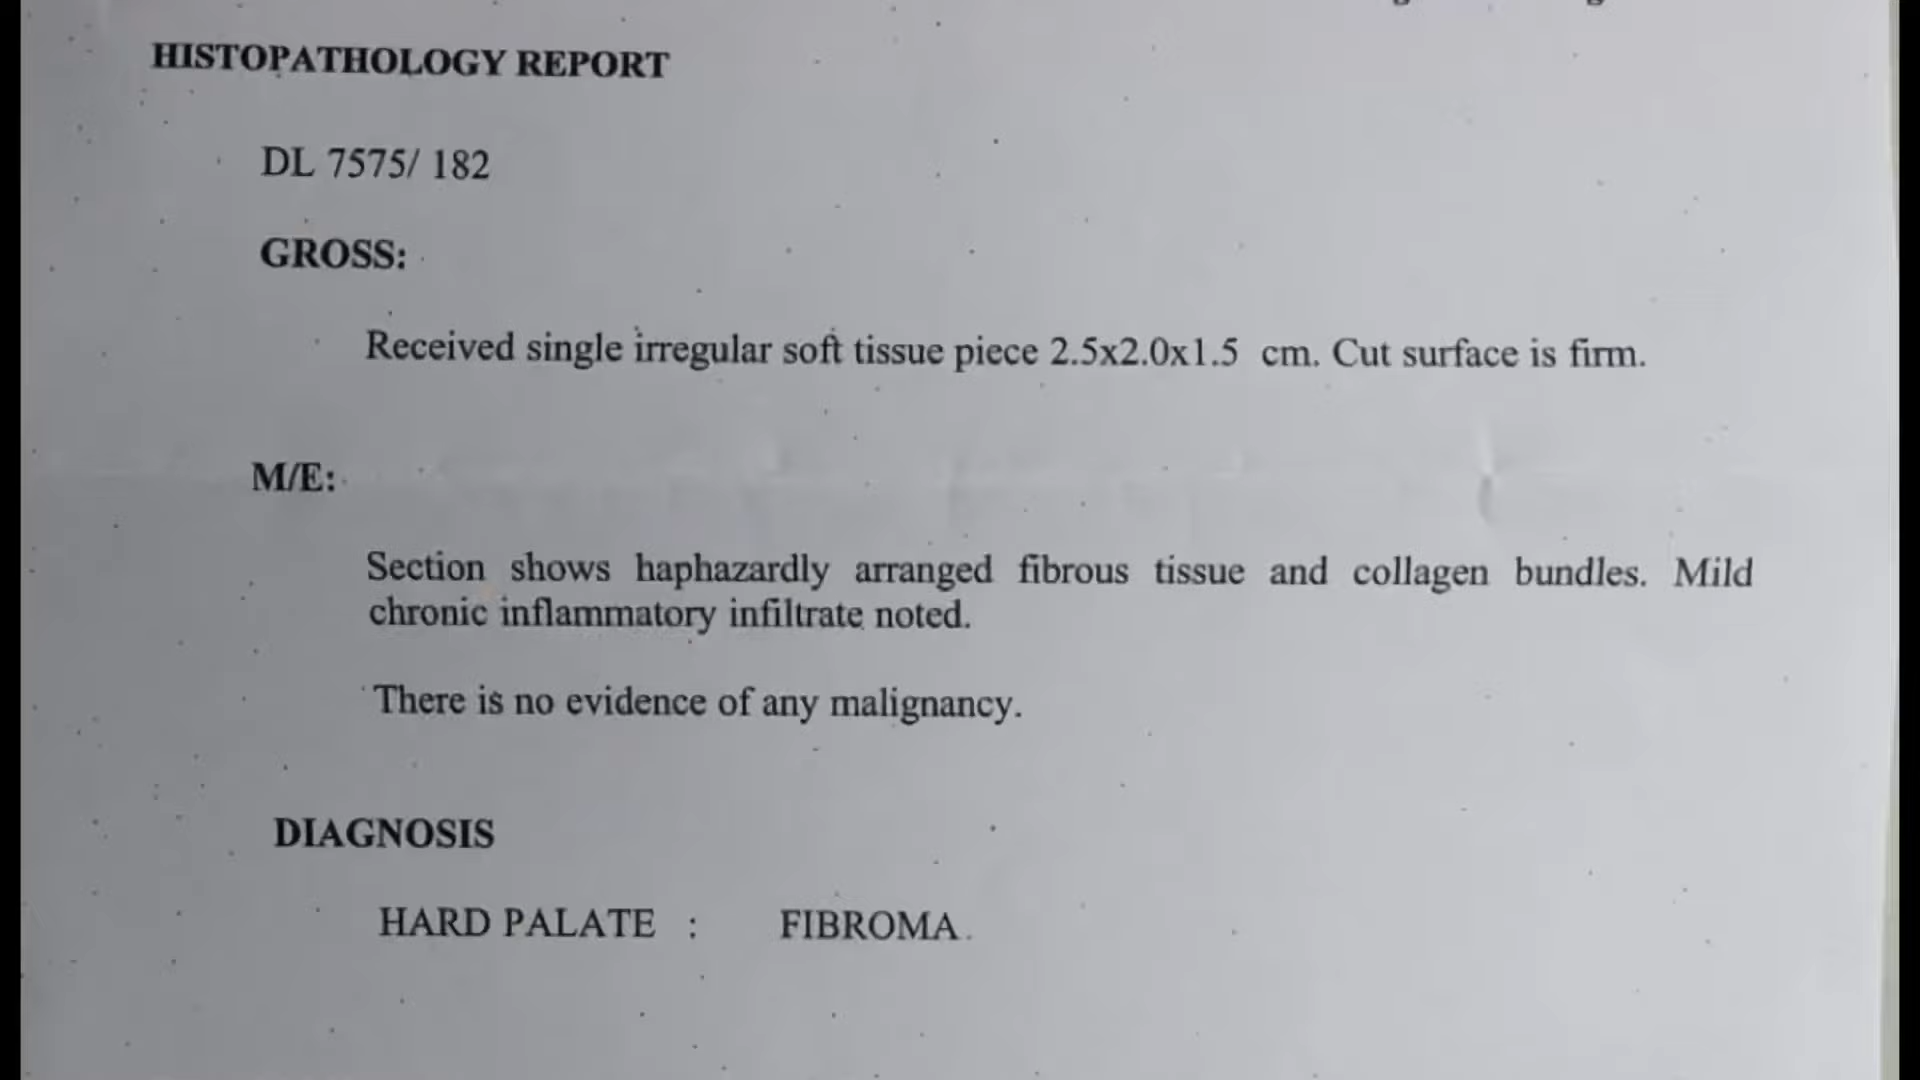 HISTOPATHOLOGY REPORT
DL 7575/ 182
GROSS:
Received single irregular soft tissue piece 2.5x2.0x1.5 cm. Cut surface is firm.
M/E:
Section shows haphazardly arranged fibrous tissue and collagen bundles. Mild
chronic inflammatory infiltrate noted.
There is no evidence of any malignancy.
DIAGNOSIS
HARD PALATE : FIBROMA.